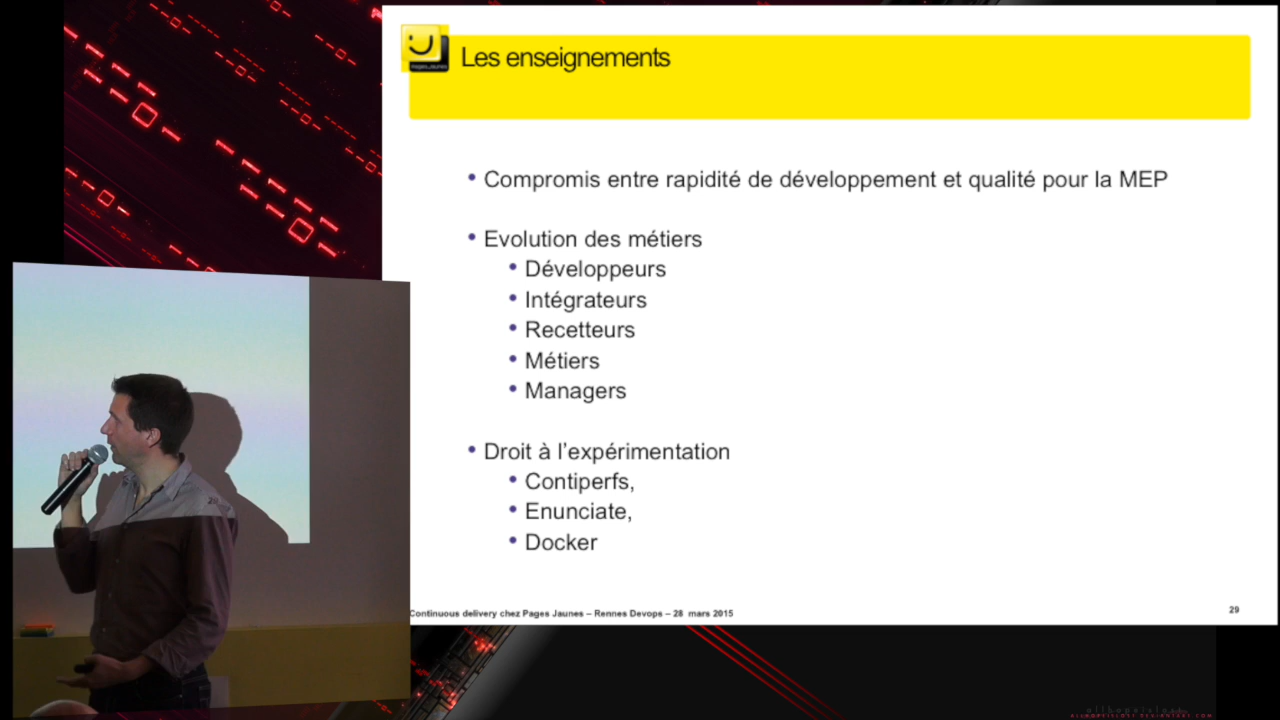 Les enseignements
Compromis entre rapidité de développement et qualité pour la MEP
Evolution des métiers
Développeurs
Intégrateurs
Recetteurs
Métiers
Managers
Droit à l'expérimentation
Contiperfs,
Enunciate,
Docker
Continuous delivery chez Pages Jaunes – Rennes Devops – 28 mars 2015
29